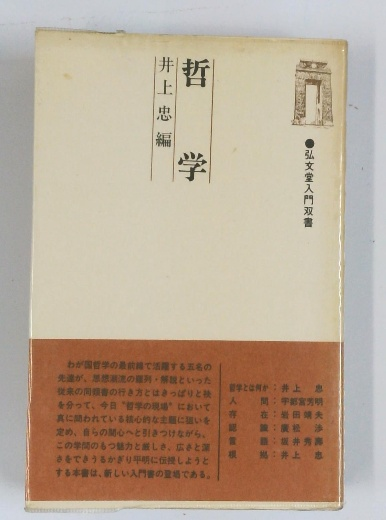 哲学
井上忠編
●弘文堂入門双書
わが国哲学の最前線で活躍する五名の
先達が、思想潮流の羅列・解説といった
従来の同類書の行き方とはきっぱりと袂
を分って、今日“哲学の現場”において
真に問われている核心的な主題に狙いを
定め、自らの関心へと引きつけながら、
この学問のもつ魅力と厳しさ、広さと深
さをできうるかぎり平明に伝授しようと
する本書は、新しい入門書の登場である。
哲学とは何か：井上 忠
人 間：宇都宮芳明
存 在：岩田靖夫
認 識：廣松 渉
言 語：坂井秀寿
根 拠：井上 忠